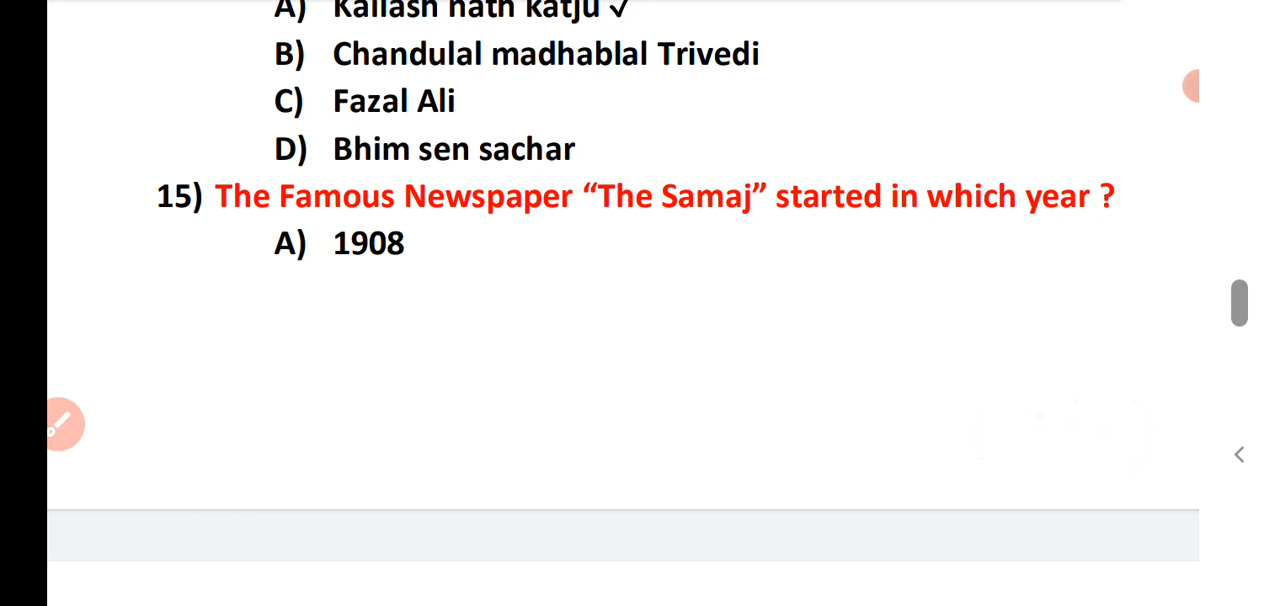 A) Kailash nath katju ✓
B) Chandulal madhablal Trivedi
C) Fazal Ali
D) Bhim sen sachar
15) The Famous Newspaper “The Samaj” started in which year ?
A) 1908